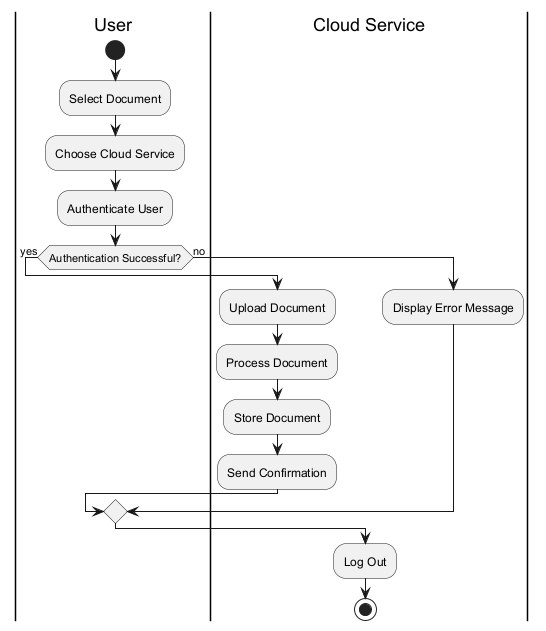 User
Cloud Service
Select Document
Choose Cloud Service
Authenticate User
yes
Authentication Successful?
no
Upload Document
Display Error Message
Process Document
Store Document
Send Confirmation
Log Out